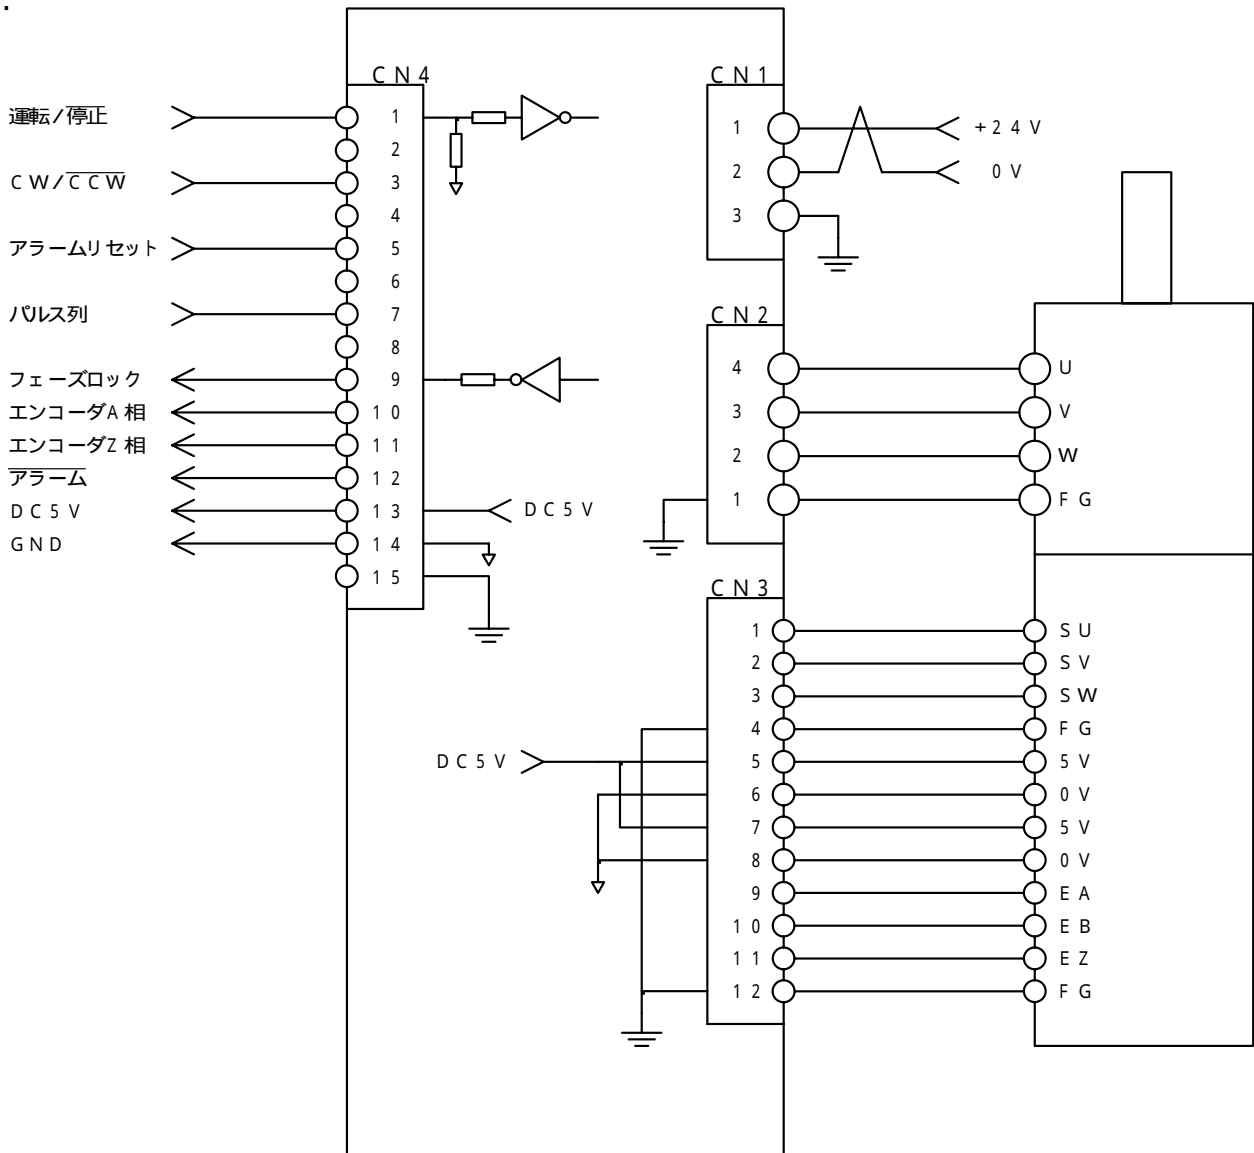 CN4
運転/停止
1
2
CW/CCW
3
4
アラームリセット
5
6
パルス列
7
8
フェーズロック
9
エンコーダA相
10
エンコーダZ相
11
アラーム
12
DC5V
13
DC5V
GND
14
15
CN1
1
+24V
2
0V
3
CN2
4
U
3
V
2
W
1
FG
CN3
1
SU
2
SV
3
SW
4
FG
DC5V
5
5V
6
0V
7
5V
8
0V
9
EA
10
EB
11
EZ
12
FG